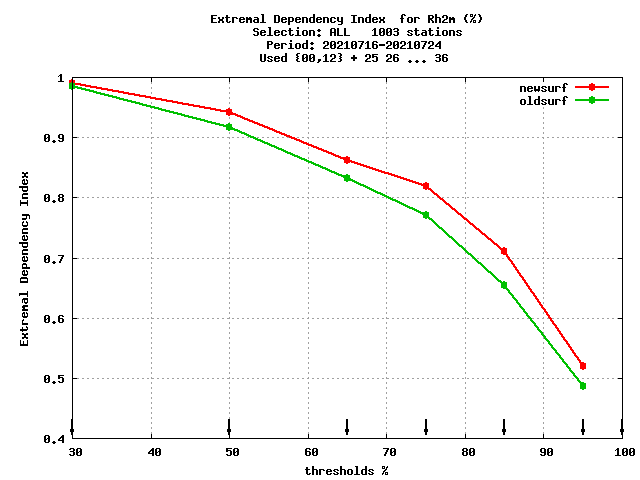 Extremal Dependency Index  for Rh2m (%)
Selection: ALL   1003 stations
Period: 20210716-20210724
Used {00,12} + 25 26 ... 36
newsurf
oldsurf
1
0.9
0.8
0.7
0.6
0.5
0.4
Extremal Dependency Index
30 40 50 60 70 80 90 100
thresholds %